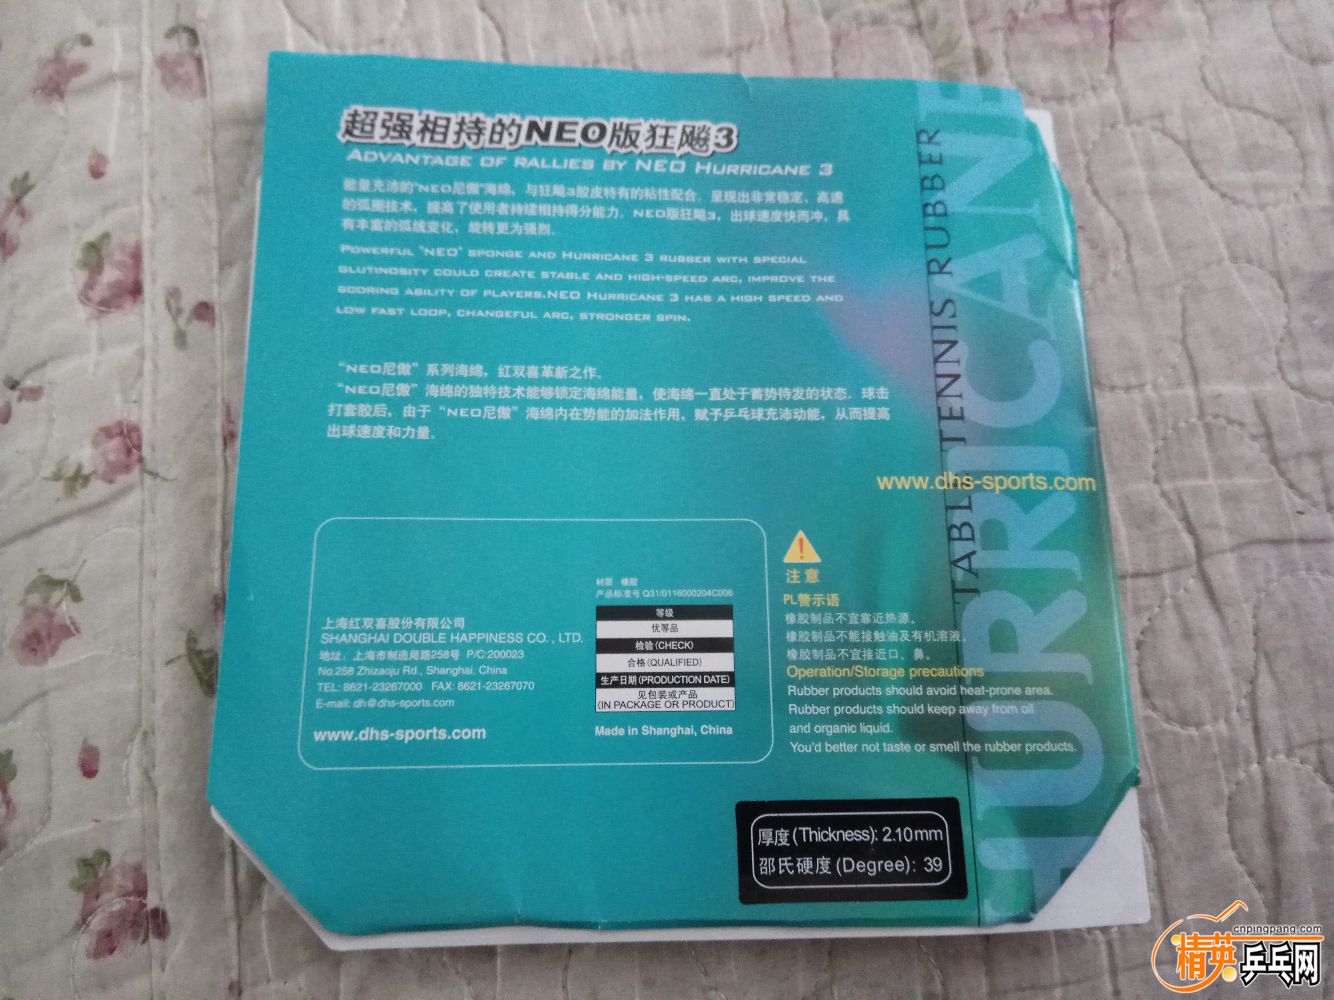 超强相持的NEO版狂飚3
ADVANTAGE OF RALLIES BY NEO HURRICANE 3
能量充沛的"NEO尼傲"海绵，与狂飚3胶皮特有的粘性配合，呈现出非常稳定、高速
的弧圈技术，提高了使用者持续相持得分能力。NEO版狂飚3，出球速度快而冲，具
有丰富的弧线变化，旋转更为强烈。
POWERFUL "NEO" SPONGE AND HURRICANE 3 RUBBER WITH SPECIAL
GLUTINOSITY COULD CREATE STABLE AND HIGH-SPEED ARC, IMPROVE THE
SCORING ABILITY OF PLAYERS.NEO HURRICANE 3 HAS A HIGH SPEED AND
LOW FAST LOOP, CHANGEFUL ARC, STRONGER SPIN.
"NEO尼傲"系列海绵，红双喜革新之作。
"NEO尼傲"海绵的独特技术能够锁定海绵能量，使海绵一直处于蓄势待发的状态。球击
打套胶后，由于"NEO尼傲"海绵内在势能的加法作用，赋予乒乓球充沛动能，从而提高
出球速度和力量。
www.dhs-sports.com
TABLE TENNIS RUBBER
HURRICANE
注意
PL警示语
橡胶制品不宜靠近热源。
橡胶制品不能接触油及有机溶液。
橡胶制品不宜接近口、鼻。
Operation/Storage precautions
Rubber products should avoid heat-prone area.
Rubber products should keep away from oil
and organic liquid.
You'd better not taste or smell the rubber products.
材质 橡胶
产品标准号 Q31/0116000204C006
等级
优等品
检验(CHECK)
合格(QUALIFIED)
生产日期(PRODUCTION DATE)
见包装或产品
(IN PACKAGE OR PRODUCT)
Made in Shanghai, China
上海红双喜股份有限公司
SHANGHAI DOUBLE HAPPINESS CO., LTD.
地址：上海市制造局路258号 P/C:200023
No.258 Zhizaoju Rd., Shanghai, China
TEL: 8621-23267000 FAX: 8621-23267070
E-mail: dh@dhs-sports.com
www.dhs-sports.com
厚度(Thickness): 2.10mm
邵氏硬度(Degree): 39
cnpingpang.com
精英乒乓网